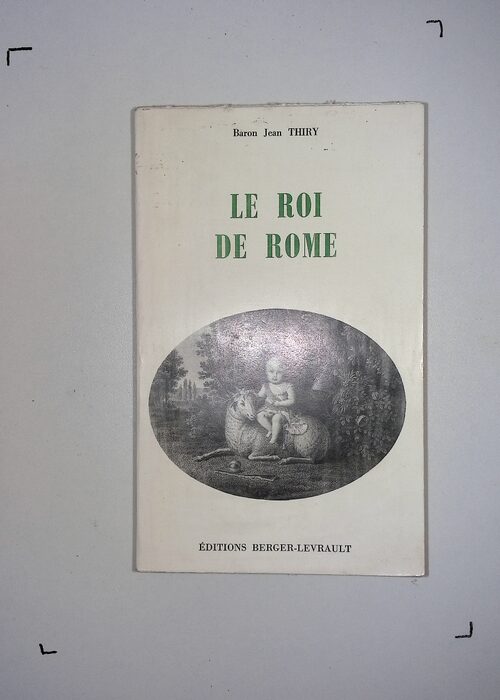 Baron Jean THIRY
LE ROI
DE ROME
ÉDITIONS BERGER-LEVRAULT